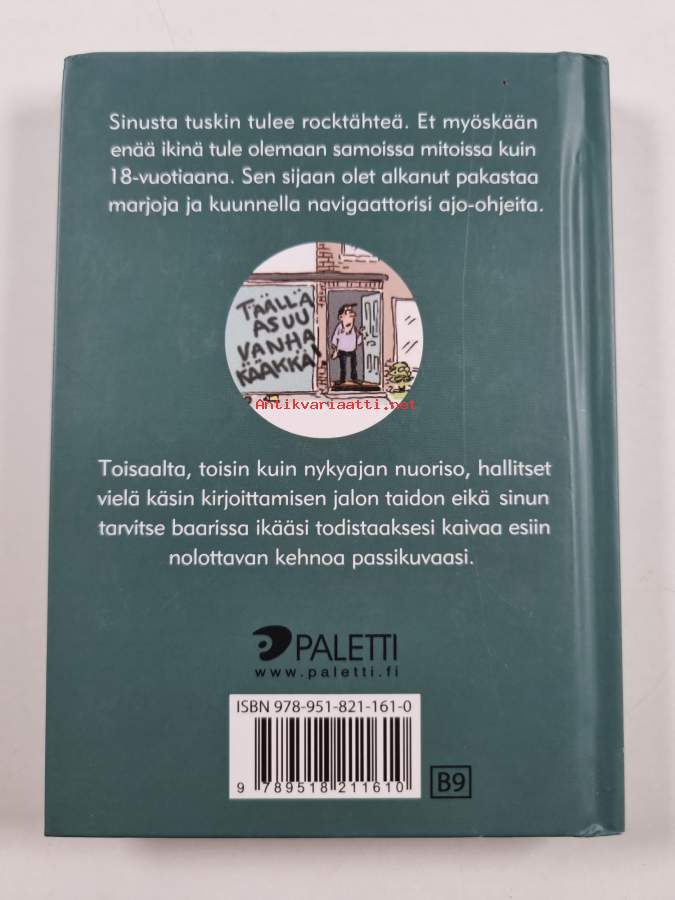 Sinusta tuskin tulee rocktähteä. Et myöskään
enää ikinä tule olemaan samoissa mitoissa kuin
18-vuotiaana. Sen sijaan olet alkanut pakastaa
marjoja ja kuunnella navigaattorisi ajo-ohjeita.
TÄÄLLÄ
ASUU
VANHA
KÄÄKKÄ!
Antikvariaatti.net
Toisaalta, toisin kuin nykyajan nuoriso, hallitset
vielä käsin kirjoittamisen jalon taidon eikä sinun
tarvitse baarissa ikääsi todistaaksesi kaivaa esiin
nolottavan kehnoa passikuvaasi.
PALETTI
www.paletti.fi
ISBN 978-951-821-161-0
9 789518 211610
B9